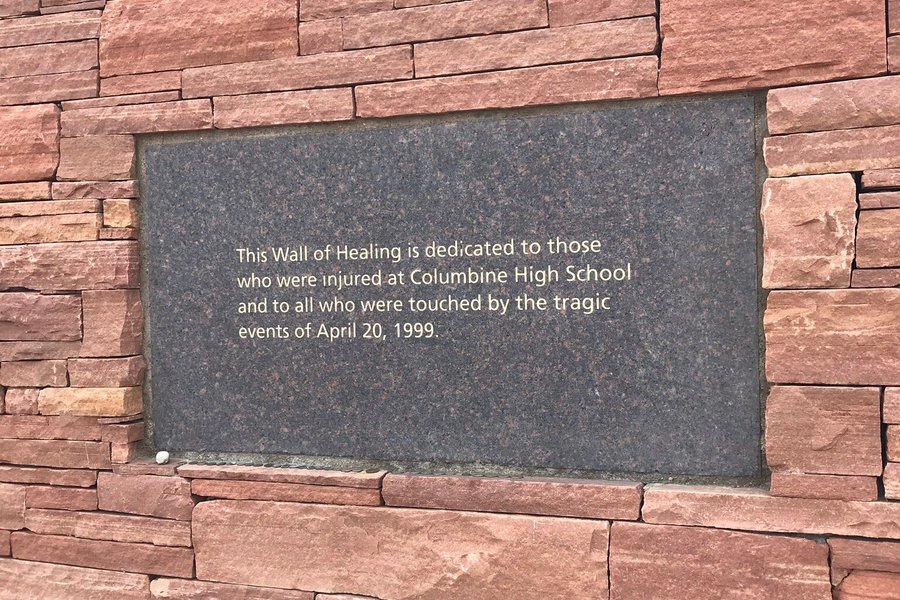 This Wall of Healing is dedicated to those
who were injured at Columbine High School
and to all who were touched by the tragic
events of April 20, 1999.